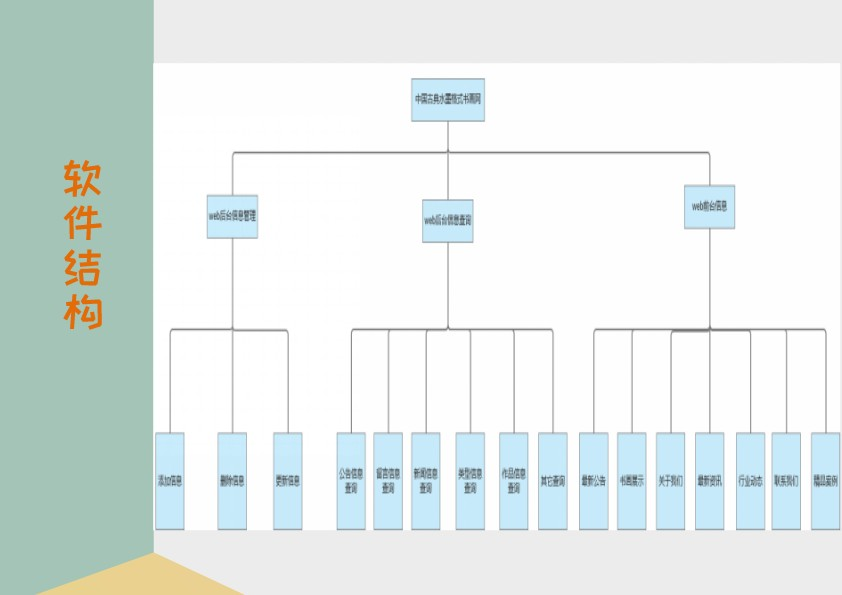 软件结构
中国古典水墨格式书画网
web后台信息管理
web后台信息查询
web前台信息
添加信息
删除信息
更新信息
公告信息
查询
留言信息
查询
新闻信息
查询
类型信息
查询
作品信息
查询
其它查询
最新公告
书画展示
关于我们
最新资讯
行业动态
联系我们
精品案例